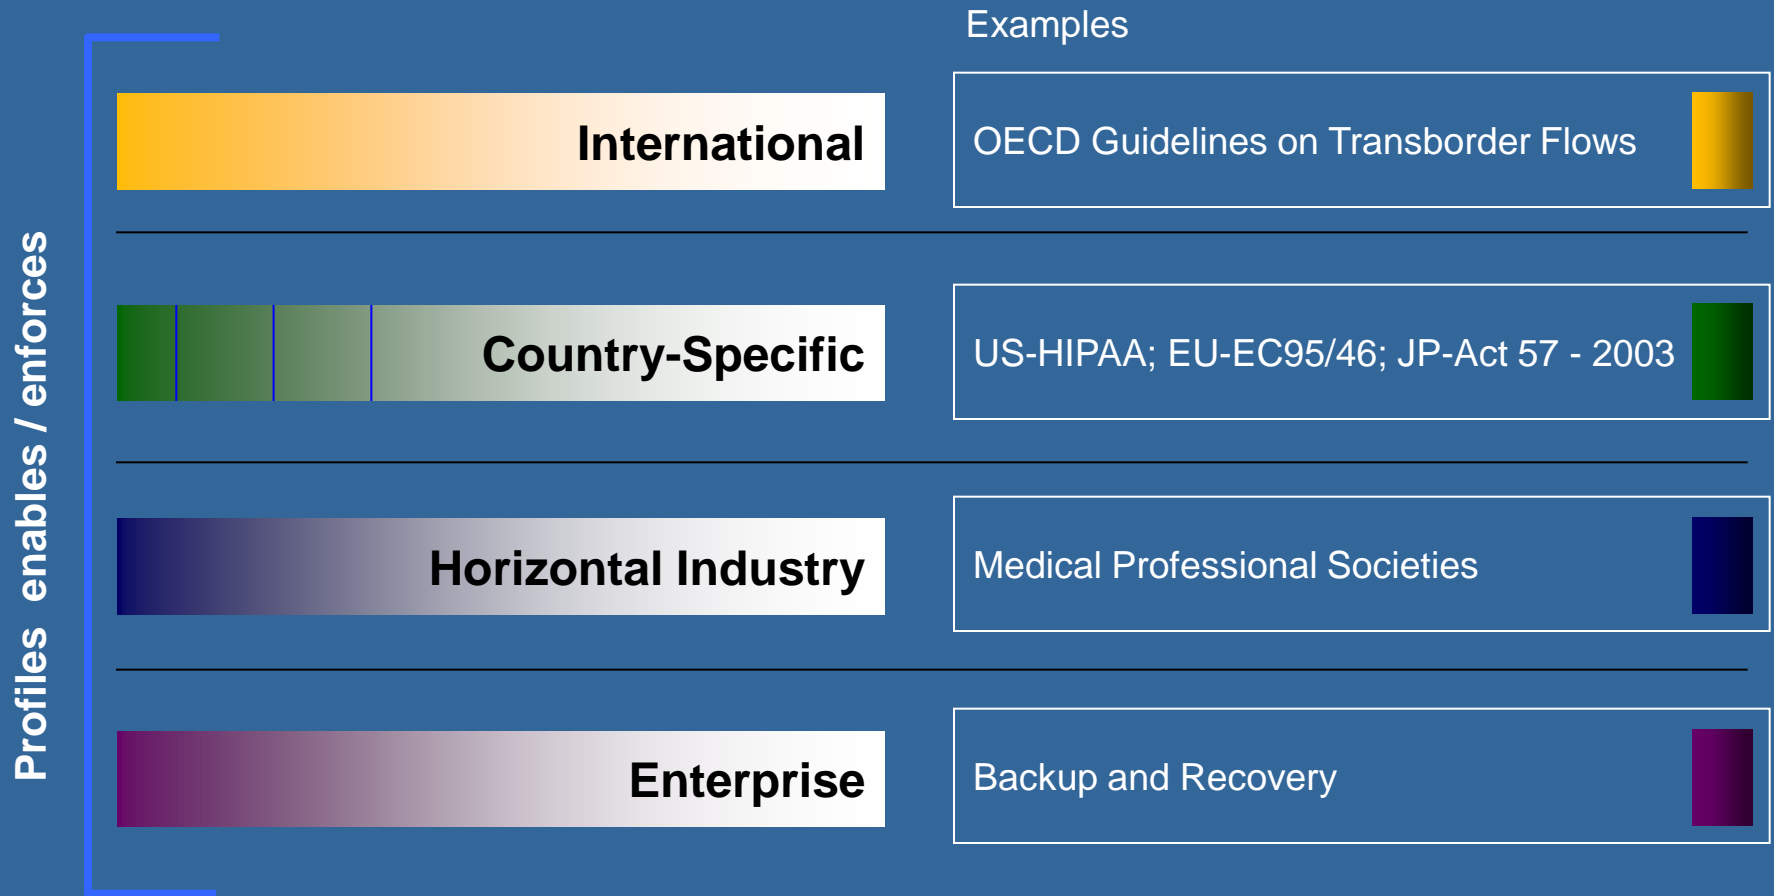 Examples
Profiles enables / enforces
International
OECD Guidelines on Transborder Flows
Country-Specific
US-HIPAA; EU-EC95/46; JP-Act 57 - 2003
Horizontal Industry
Medical Professional Societies
Enterprise
Backup and Recovery